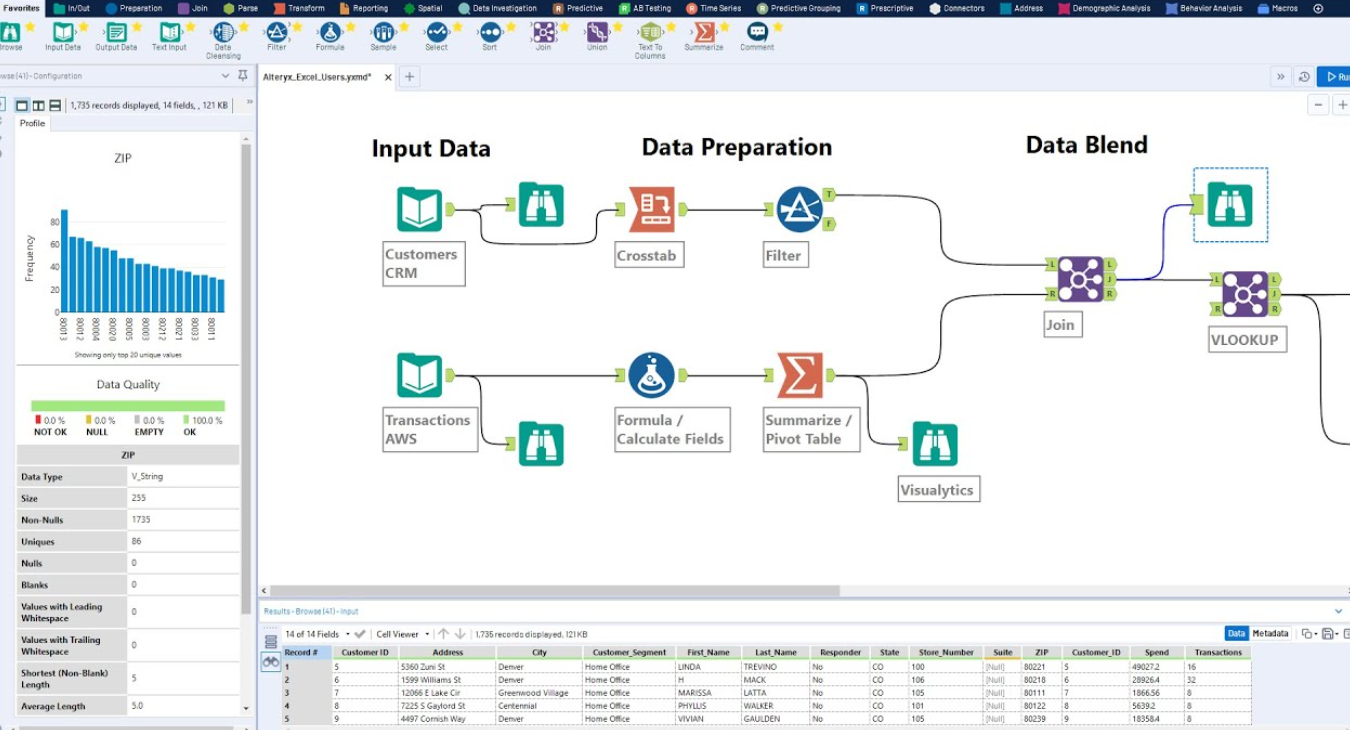 Favorites In/Out Preparation Join Parse Transform Reporting Spatial Data Investigation Predictive AB Testing Time Series Predictive Grouping Prescriptive Connectors Address Demographic Analysis Behavior Analysis Macros
Browse Input Data Output Data Text Input Data Cleansing Filter Formula Sample Select Sort Join Union Text To Columns Summarize Comment
wse (41) - Configuration
Alteryx_Excel_Users.yxmd* ×
Run
1,735 records displayed, 14 fields, , 121 KB
Profile
ZIP
Frequency
80
60
40
20
0
80013 80012 80004 80020 80005 80003 80212 80021 80033 80011
Showing only top 20 unique values
Data Quality
0.0 % 0.0 % 0.0 % 100.0 %
NOT OK NULL EMPTY OK
ZIP
Data Type V_String
Size 255
Non-Nulls 1735
Uniques 86
Nulls 0
Blanks 0
Values with Leading
Whitespace 0
Values with Trailing
Whitespace 0
Shortest (Non-Blank)
Length 5
Average Length 5.0
Input Data
Data Preparation
Data Blend
Customers
CRM
Crosstab
T
F
Filter
L
R
L
J
R
Join
L
R
L
J
R
VLOOKUP
Transactions
AWS
Formula /
Calculate Fields
Summarize /
Pivot Table
Visualytics
Results - Browse (41) - Input
14 of 14 Fields Cell Viewer 1,735 records displayed, 121 KB Data Metadata
Record # Customer ID Address City Customer_Segment First_Name Last_Name Responder State Store_Number Suite ZIP Customer_ID Spend Transactions
1 5 5360 Zuni St Denver Home Office LINDA TREVINO No CO 100 [Null] 80221 5 49027.2 16
2 6 1599 Williams St Denver Home Office H MACK No CO 106 [Null] 80218 6 28926.4 32
3 7 12066 E Lake Cir Greenwood Village Home Office MARISSA LATTA No CO 105 [Null] 80111 7 1866.56 8
4 8 7225 S Gaylord St Centennial Home Office PHYLLIS WALKER No CO 101 [Null] 80122 8 5639.2 8
5 9 4497 Cornish Way Denver Home Office VIVIAN GAULDEN No CO 105 [Null] 80239 9 18358.4 8